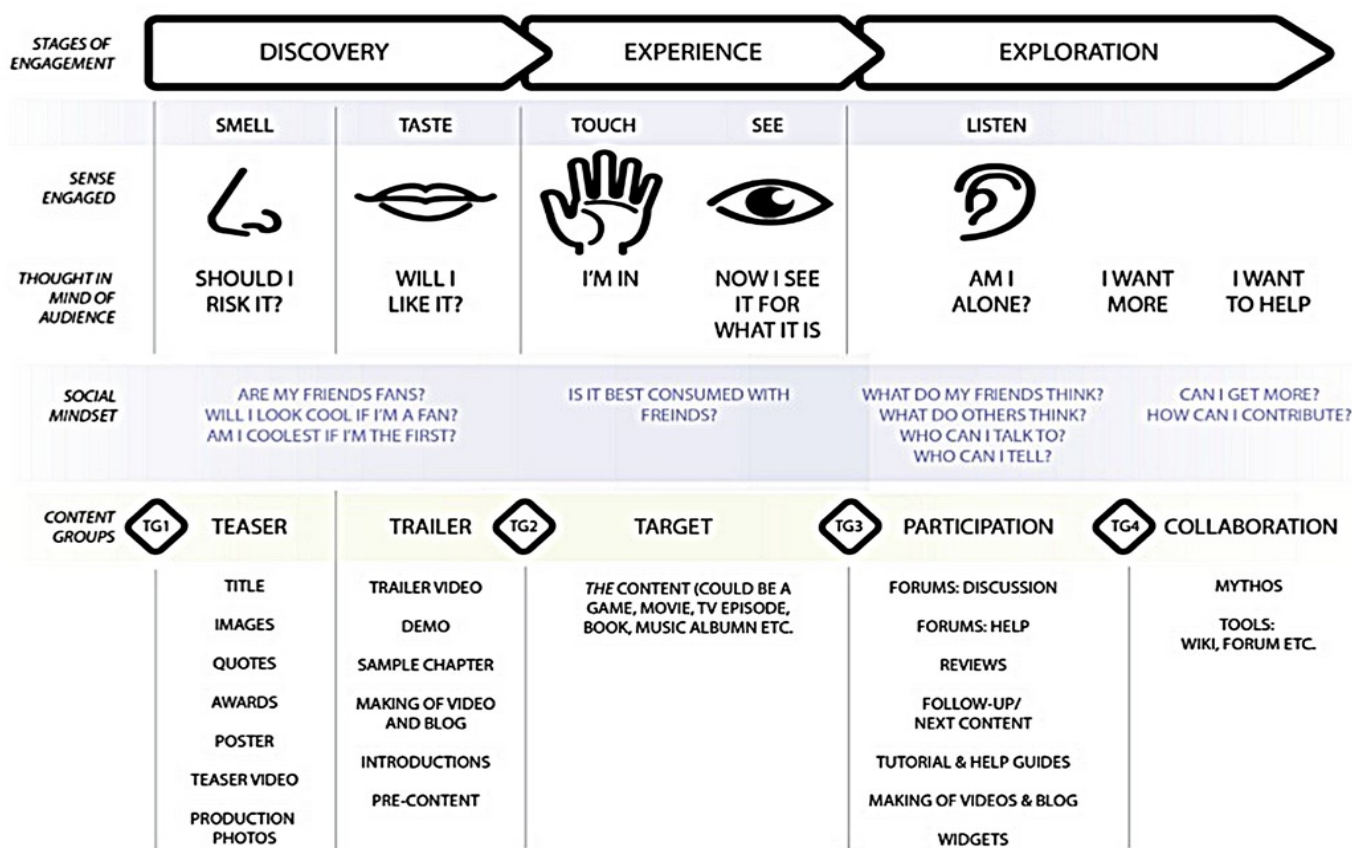 STAGES OF
ENGAGEMENT
DISCOVERY
EXPERIENCE
EXPLORATION
SMELL
TASTE
TOUCH
SEE
LISTEN
SENSE
ENGAGED
THOUGHT IN
MIND OF
AUDIENCE
SHOULD I
RISK IT?
WILL I
LIKE IT?
I'M IN
NOW I SEE
IT FOR
WHAT IT IS
AM I
ALONE?
I WANT
MORE
I WANT
TO HELP
SOCIAL
MINDSET
ARE MY FRIENDS FANS?
WILL I LOOK COOL IF I'M A FAN?
AM I COOLEST IF I'M THE FIRST?
IS IT BEST CONSUMED WITH
FREINDS?
WHAT DO MY FRIENDS THINK?
WHAT DO OTHERS THINK?
WHO CAN I TALK TO?
WHO CAN I TELL?
CAN I GET MORE?
HOW CAN I CONTRIBUTE?
CONTENT
GROUPS
TG1
TEASER
TRAILER
TG2
TARGET
TG3
PARTICIPATION
TG4
COLLABORATION
TITLE
IMAGES
QUOTES
AWARDS
POSTER
TEASER VIDEO
PRODUCTION
PHOTOS
TRAILER VIDEO
DEMO
SAMPLE CHAPTER
MAKING OF VIDEO
AND BLOG
INTRODUCTIONS
PRE-CONTENT
THE CONTENT (COULD BE A
GAME, MOVIE, TV EPISODE,
BOOK, MUSIC ALBUMN ETC.
FORUMS: DISCUSSION
FORUMS: HELP
REVIEWS
FOLLOW-UP/
NEXT CONTENT
TUTORIAL & HELP GUIDES
MAKING OF VIDEOS & BLOG
WIDGETS
MYTHOS
TOOLS:
WIKI, FORUM ETC.